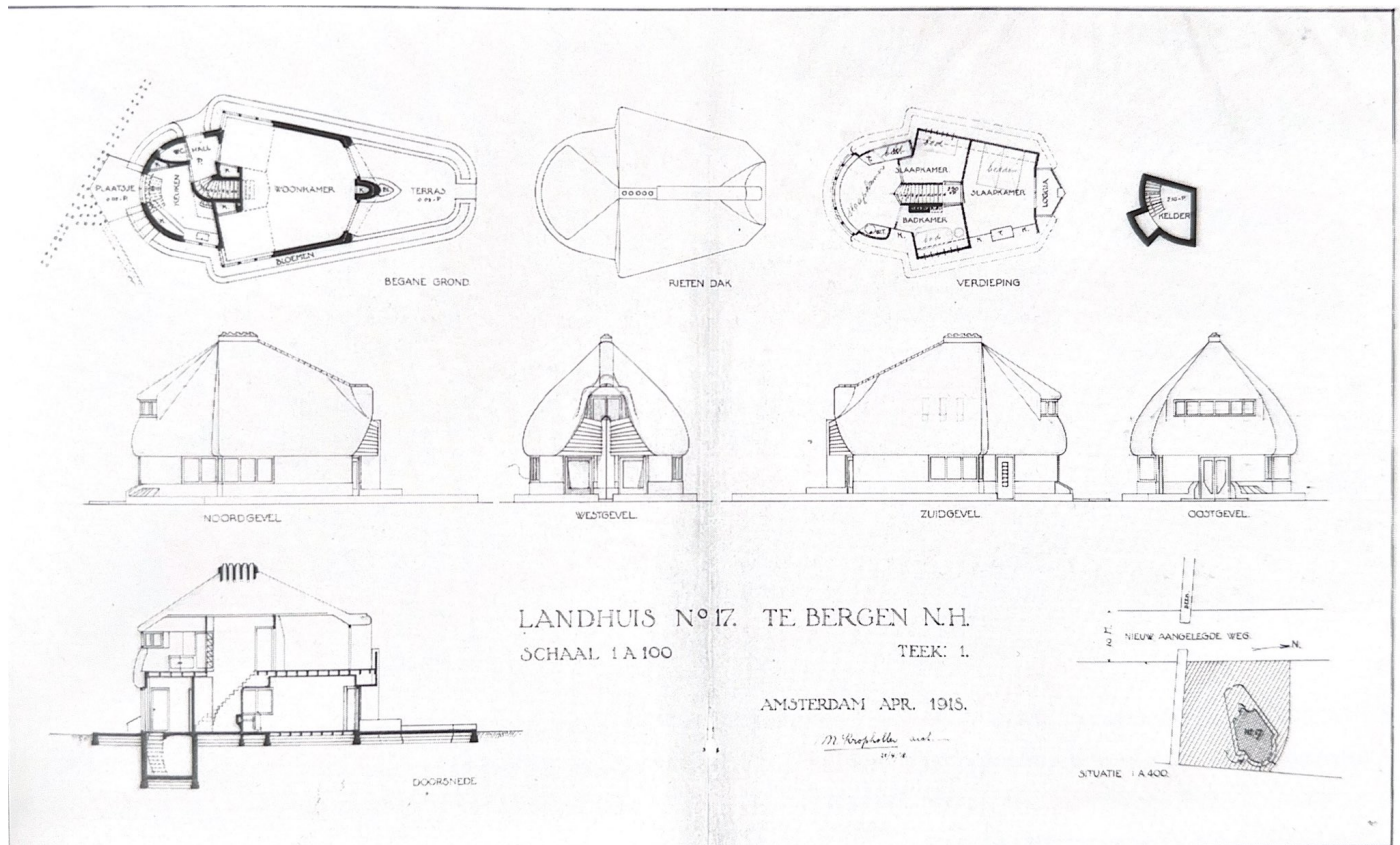 WC.
HALL
P.
KEUKEN
PLAATSJE
WOONKAMER
TERRAS
BLOEMEN
BEGANE GROND.
RIETEN DAK
SLAAPKAMER.
SLAAPKAMER.
BADKAMER
LOGGIA
VERDIEPING
KELDER
NOORDGEVEL
WESTGEVEL.
ZUIDGEVEL.
OOSTGEVEL.
DOORSNEDE
LANDHUIS No 17. TE BERGEN N.H.
SCHAAL 1 A 100
TEEK: 1.
AMSTERDAM APR. 1918.
M. Kropholler arch.
NIEUW AANGELEGDE WEG.
N.
SITUATIE 1 A 400.